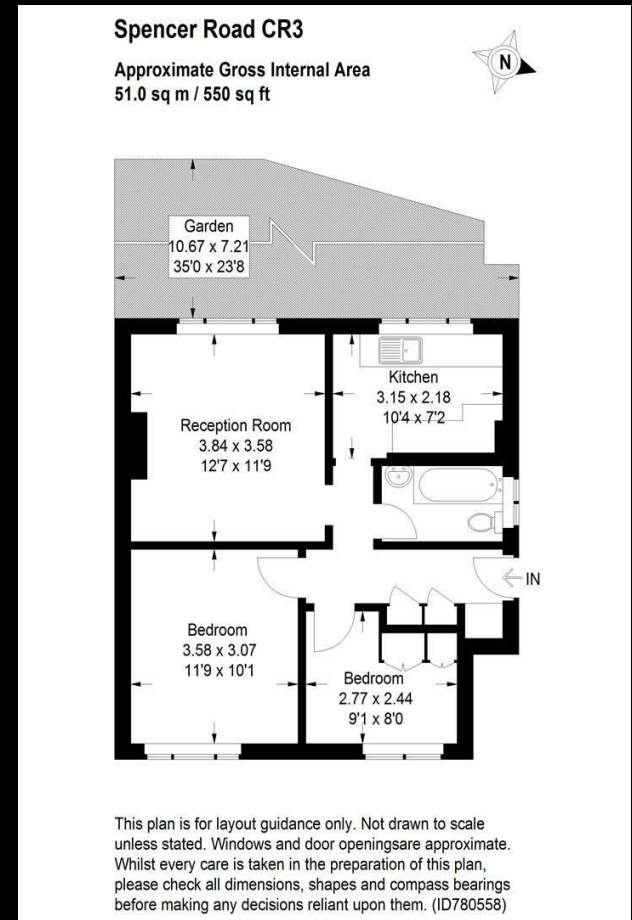 Spencer Road CR3
Approximate Gross Internal Area
51.0 sq m / 550 sq ft
N
Garden
10.67 x 7.21
35'0 x 23'8
Kitchen
3.15 x 2.18
10'4 x 7'2
Reception Room
3.84 x 3.58
12'7 x 11'9
IN
Bedroom
3.58 x 3.07
11'9 x 10'1
Bedroom
2.77 x 2.44
9'1 x 8'0
This plan is for layout guidance only. Not drawn to scale
unless stated. Windows and door openingsare approximate.
Whilst every care is taken in the preparation of this plan,
please check all dimensions, shapes and compass bearings
before making any decisions reliant upon them. (ID780558)